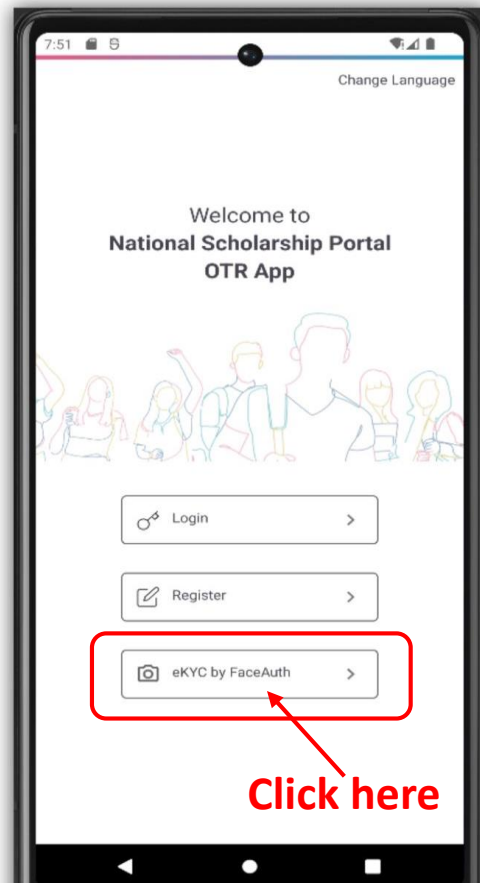 7:51
Change Language
Welcome to
National Scholarship Portal
OTR App
Login
Register
eKYC by FaceAuth
Click here